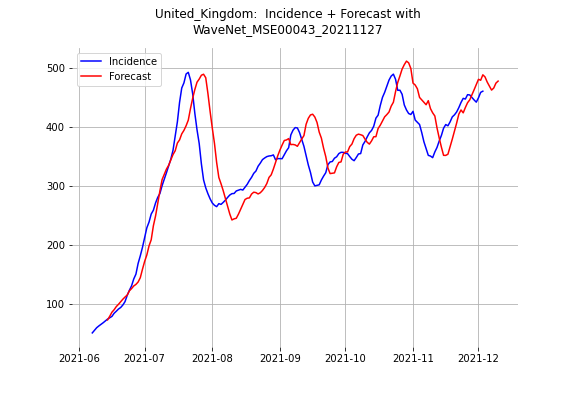 United_Kingdom:  Incidence + Forecast with
WaveNet_MSE00043_20211127
Incidence
Forecast
500
400
300
200
100
2021-06 2021-07 2021-08 2021-09 2021-10 2021-11 2021-12